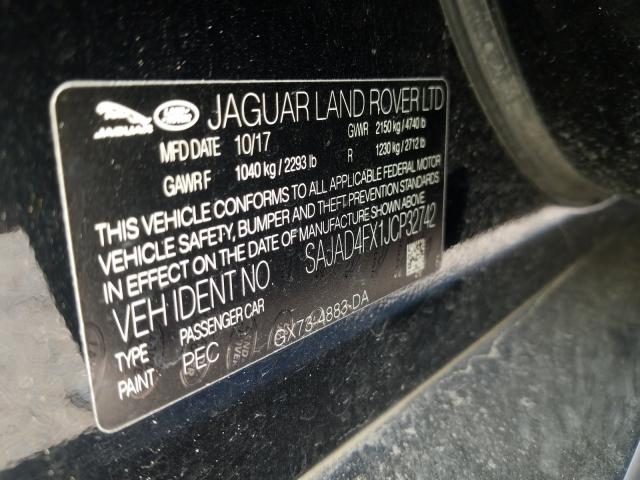 JAGUAR LAND ROVER JAGUAR LAND ROVER LTD
MFD DATE 10/17 GVWR 2150 kg / 4740 lb
GAWR F 1040 kg / 2293 lb R 1230 kg / 2712 lb
THIS VEHICLE CONFORMS TO ALL APPLICABLE FEDERAL MOTOR
VEHICLE SAFETY, BUMPER AND THEFT PREVENTION STANDARDS
IN EFFECT ON THE DATE OF MANUFACTURE SHOWN ABOVE
VEH IDENT NO. SAJAD4FX1JCP32742
TYPE PASSENGER CAR
PAINT PEC GX73-4883-DA